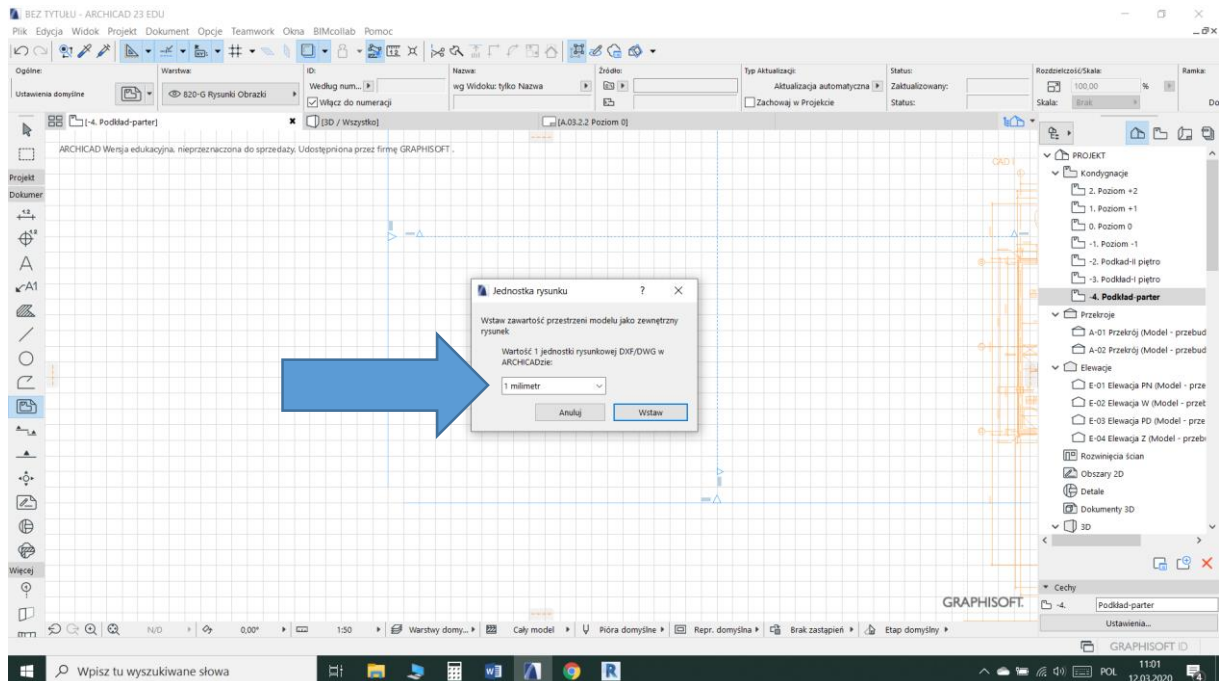 BEZ TYTUŁU - ARCHICAD 23 EDU
Plik Edycja Widok Projekt Dokument Opcje Teamwork Okna BIMcollab Pomoc
Ogólne: Warstwa: ID: Nazwa: Źródło: Typ Aktualizacji: Status: Rozdzielczość/Skala: Ramka:
Ustawienia domyślne 820-G Rysunki Obrazki Według num... wg Widoku: tylko Nazwa Aktualizacja automatyczna Zaktualizowany: 100,00 %
Włącz do numeracji Zachowaj w Projekcie Status: Skala: Brak Do
[-4. Podkład-parter] [3D / Wszystko] [A.03.2.2 Poziom 0]
ARCHICAD Wersja edukacyjna, nieprzeznaczona do sprzedaży. Udostępniona przez firmę GRAPHISOFT .
Projekt
Dokumer
1.2
A
A1
Więcej
CAD I
Jednostka rysunku ? ×
Wstaw zawartość przestrzeni modelu jako zewnętrzny
rysunek
Wartość 1 jednostki rysunkowej DXF/DWG w
ARCHICADzie:
1 milimetr
Anuluj Wstaw
PROJEKT
Kondygnacje
2. Poziom +2
1. Poziom +1
0. Poziom 0
-1. Poziom -1
-2. Podkad-II piętro
-3. Podkład-I piętro
-4. Podkład-parter
Przekroje
A-01 Przekrój (Model - przebud
A-02 Przekrój (Model - przebud
Elewacje
E-01 Elewacja PN (Model - prze
E-02 Elewacja W (Model - przeb
E-03 Elewacja PD (Model - prze
E-04 Elewacja Z (Model - przebu
Rozwinięcia ścian
Obszary 2D
Detale
Dokumenty 3D
3D
Cechy
-4. Podkład-parter
Ustawienia...
GRAPHISOFT.
GRAPHISOFT ID
N/D 0,00° 1:50 Warstwy domy... Cały model Pióra domyślne Repr. domyślna Brak zastąpień Etap domyślny
Wpisz tu wyszukiwane słowa
POL 11:01
12.03.2020